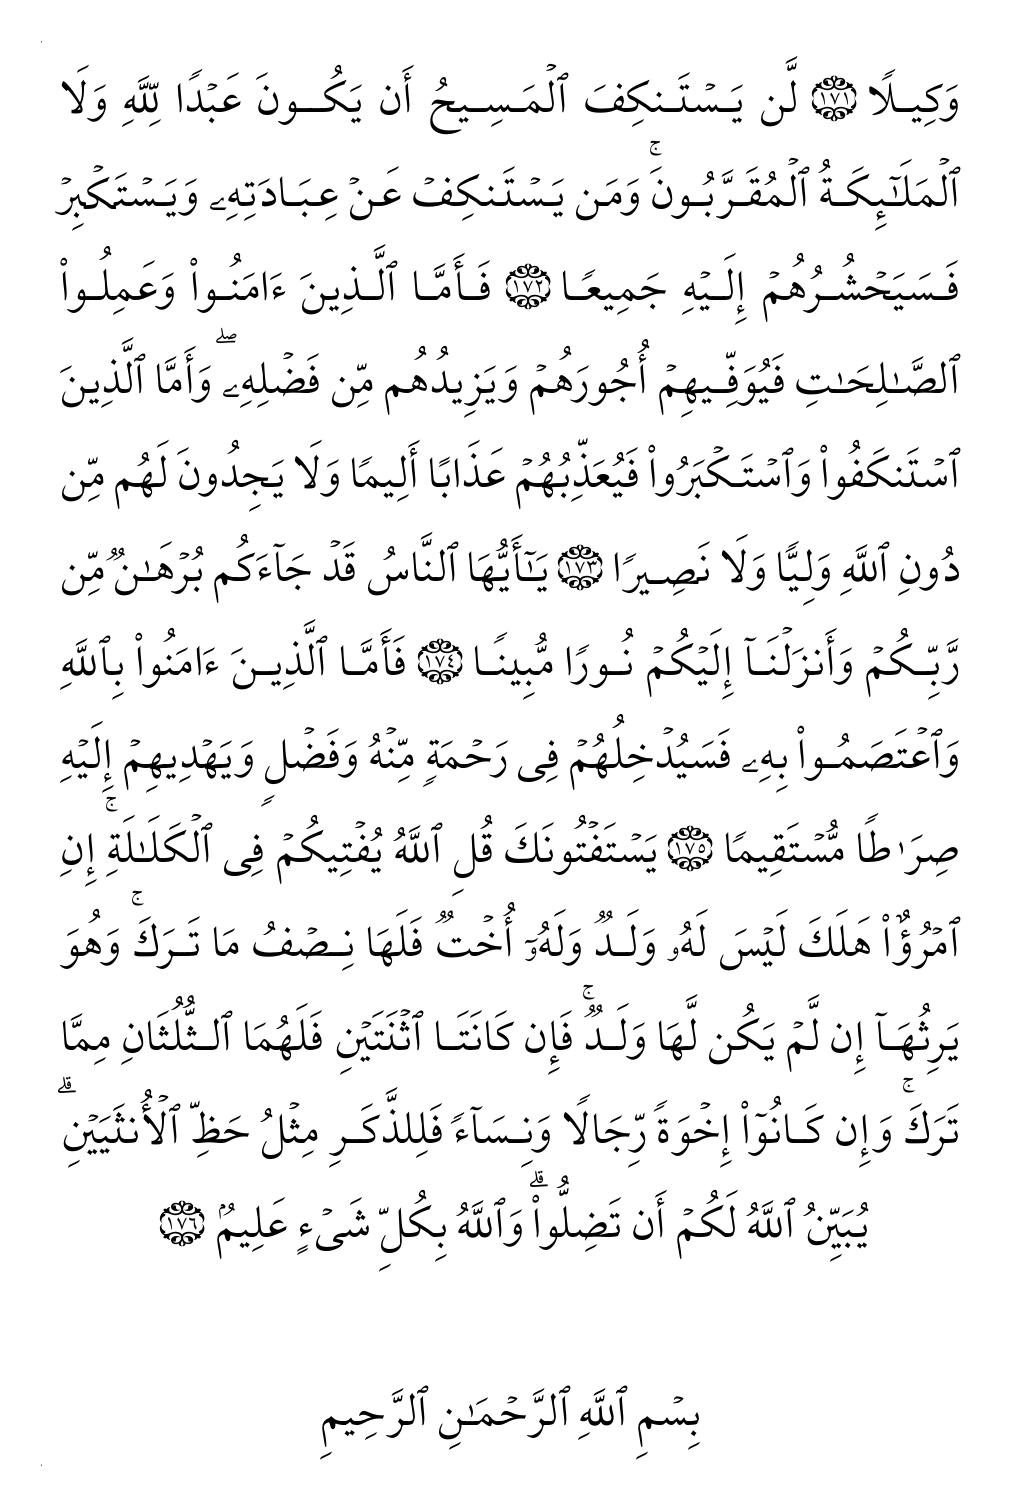 وَكِيلًا ١٧١ لَّن يَسۡتَنكِفَ ٱلۡمَسِيحُ أَن يَكُونَ عَبۡدًا لِّلَّهِ وَلَا
ٱلۡمَلَٰٓئِكَةُ ٱلۡمُقَرَّبُونَۚ وَمَن يَسۡتَنكِفۡ عَنۡ عِبَادَتِهِۦ وَيَسۡتَكۡبِرۡ
فَسَيَحۡشُرُهُمۡ إِلَيۡهِ جَمِيعًا ١٧٢ فَأَمَّا ٱلَّذِينَ ءَامَنُواْ وَعَمِلُواْ
ٱلصَّٰلِحَٰتِ فَيُوَفِّيهِمۡ أُجُورَهُمۡ وَيَزِيدُهُم مِّن فَضۡلِهِۦۖ وَأَمَّا ٱلَّذِينَ
ٱسۡتَنكَفُواْ وَٱسۡتَكۡبَرُواْ فَيُعَذِّبُهُمۡ عَذَابًا أَلِيمًا وَلَا يَجِدُونَ لَهُم مِّن
دُونِ ٱللَّهِ وَلِيًّا وَلَا نَصِيرًا ١٧٣ يَٰٓأَيُّهَا ٱلنَّاسُ قَدۡ جَآءَكُم بُرۡهَٰنٞ مِّن
رَّبِّكُمۡ وَأَنزَلۡنَآ إِلَيۡكُمۡ نُورًا مُّبِينًا ١٧٤ فَأَمَّا ٱلَّذِينَ ءَامَنُواْ بِٱللَّهِ
وَٱعۡتَصَمُواْ بِهِۦ فَسَيُدۡخِلُهُمۡ فِي رَحۡمَةٖ مِّنۡهُ وَفَضۡلٖ وَيَهۡدِيهِمۡ إِلَيۡهِ
صِرَٰطًا مُّسۡتَقِيمًا ١٧٥ يَسۡتَفۡتُونَكَ قُلِ ٱللَّهُ يُفۡتِيكُمۡ فِي ٱلۡكَلَٰلَةِۚ إِنِ
ٱمۡرُؤٌاْ هَلَكَ لَيۡسَ لَهُۥ وَلَدٞ وَلَهُۥٓ أُخۡتٞ فَلَهَا نِصۡفُ مَا تَرَكَۚ وَهُوَ
يَرِثُهَآ إِن لَّمۡ يَكُن لَّهَا وَلَدٞۚ فَإِن كَانَتَا ٱثۡنَتَيۡنِ فَلَهُمَا ٱلثُّلُثَانِ مِمَّا
تَرَكَۚ وَإِن كَانُوٓاْ إِخۡوَةٗ رِّجَالٗا وَنِسَآءٗ فَلِلذَّكَرِ مِثۡلُ حَظِّ ٱلۡأُنثَيَيۡنِۗ
يُبَيِّنُ ٱللَّهُ لَكُمۡ أَن تَضِلُّواْۗ وَٱللَّهُ بِكُلِّ شَيۡءٍ عَلِيمُۢ ١٧٦
بِسۡمِ ٱللَّهِ ٱلرَّحۡمَٰنِ ٱلرَّحِيمِ